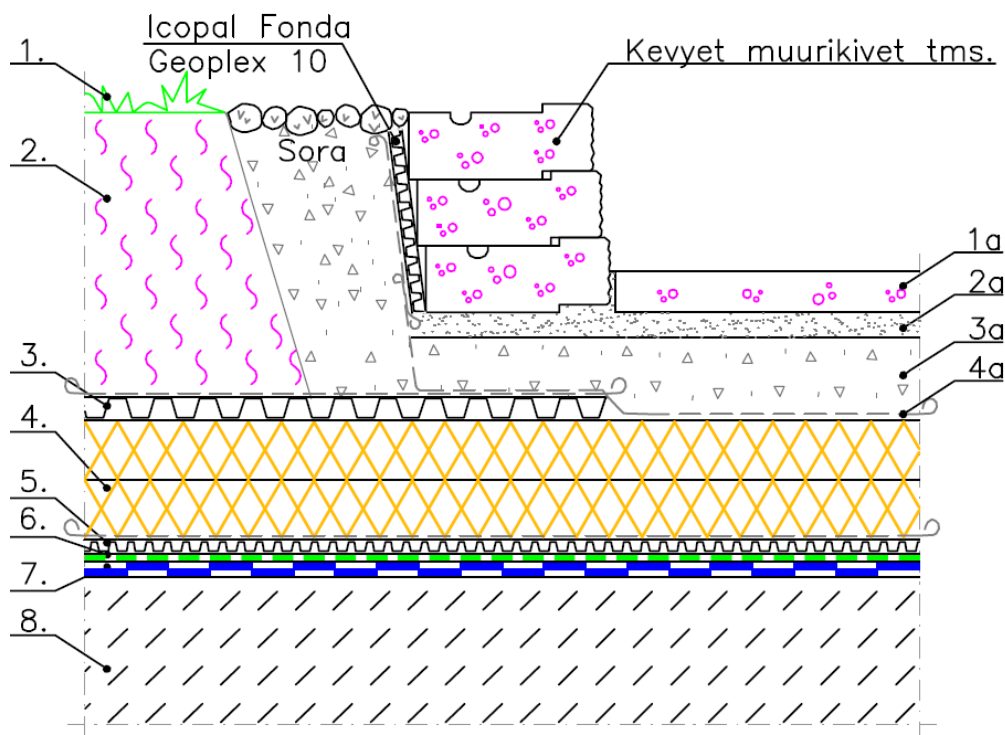 Icopal Fonda
Geoplex 10
Kevyet muurikivet tms.
Sora
1.
2.
3.
4.
5.
6.
7.
8.
1a
2a
3a
4a